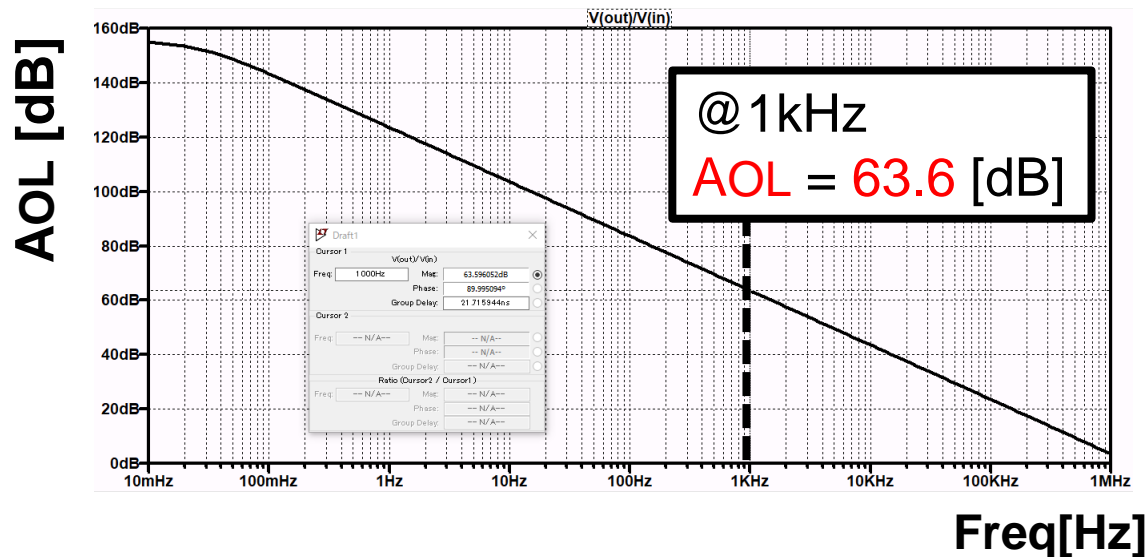 V(out)/V(in)
AOL [dB]
160dB
140dB
120dB
100dB
80dB
60dB
40dB
20dB
0dB
@1kHz
AOL = 63.6 [dB]
Draft1
Cursor 1
V(out)/V(in)
Freq: 1000Hz Mag: 63.596052dB
Phase: 89.995094°
Group Delay: 21.715944ns
Cursor 2
Freq: -- N/A-- Mag: -- N/A--
Phase: -- N/A--
Group Delay: -- N/A--
Ratio (Cursor2 / Cursor1)
Freq: -- N/A-- Mag: -- N/A--
Phase: -- N/A--
Group Delay: -- N/A--
10mHz 100mHz 1Hz 10Hz 100Hz 1KHz 10KHz 100KHz 1MHz
Freq[Hz]